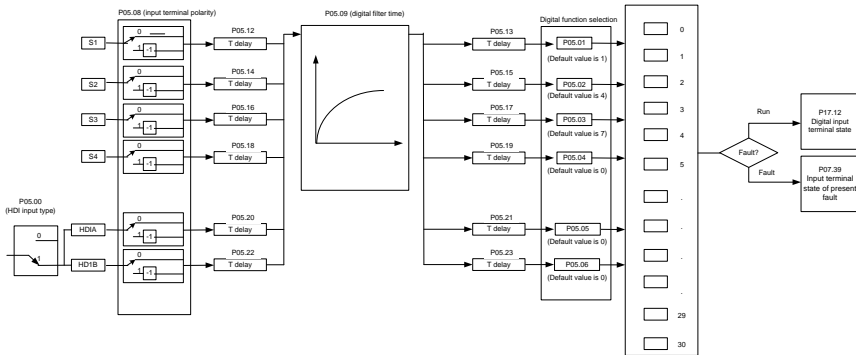 P05.08 (input terminal polarity)
P05.12
P05.09 (digital filter time)
P05.13
Digital function selection
S1
0
1
-1
T delay
T delay
P05.01
(Default value is 1)
0
1
P05.14
P05.15
S2
0
1
-1
T delay
T delay
P05.02
(Default value is 4)
2
P05.16
P05.17
S3
0
1
-1
T delay
T delay
P05.03
(Default value is 7)
3
4
P05.18
P05.19
S4
0
1
-1
T delay
T delay
P05.04
(Default value is 0)
5
Fault?
Run
Fault
P17.12
Digital input
terminal state
P07.39
Input terminal
state of present
fault
P05.00
(HDI input type)
0
1
P05.20
P05.21
HDIA
0
1
-1
T delay
T delay
P05.05
(Default value is 0)
.
.
P05.22
P05.23
HD1B
0
1
-1
T delay
T delay
P05.06
(Default value is 0)
.
.
29
30